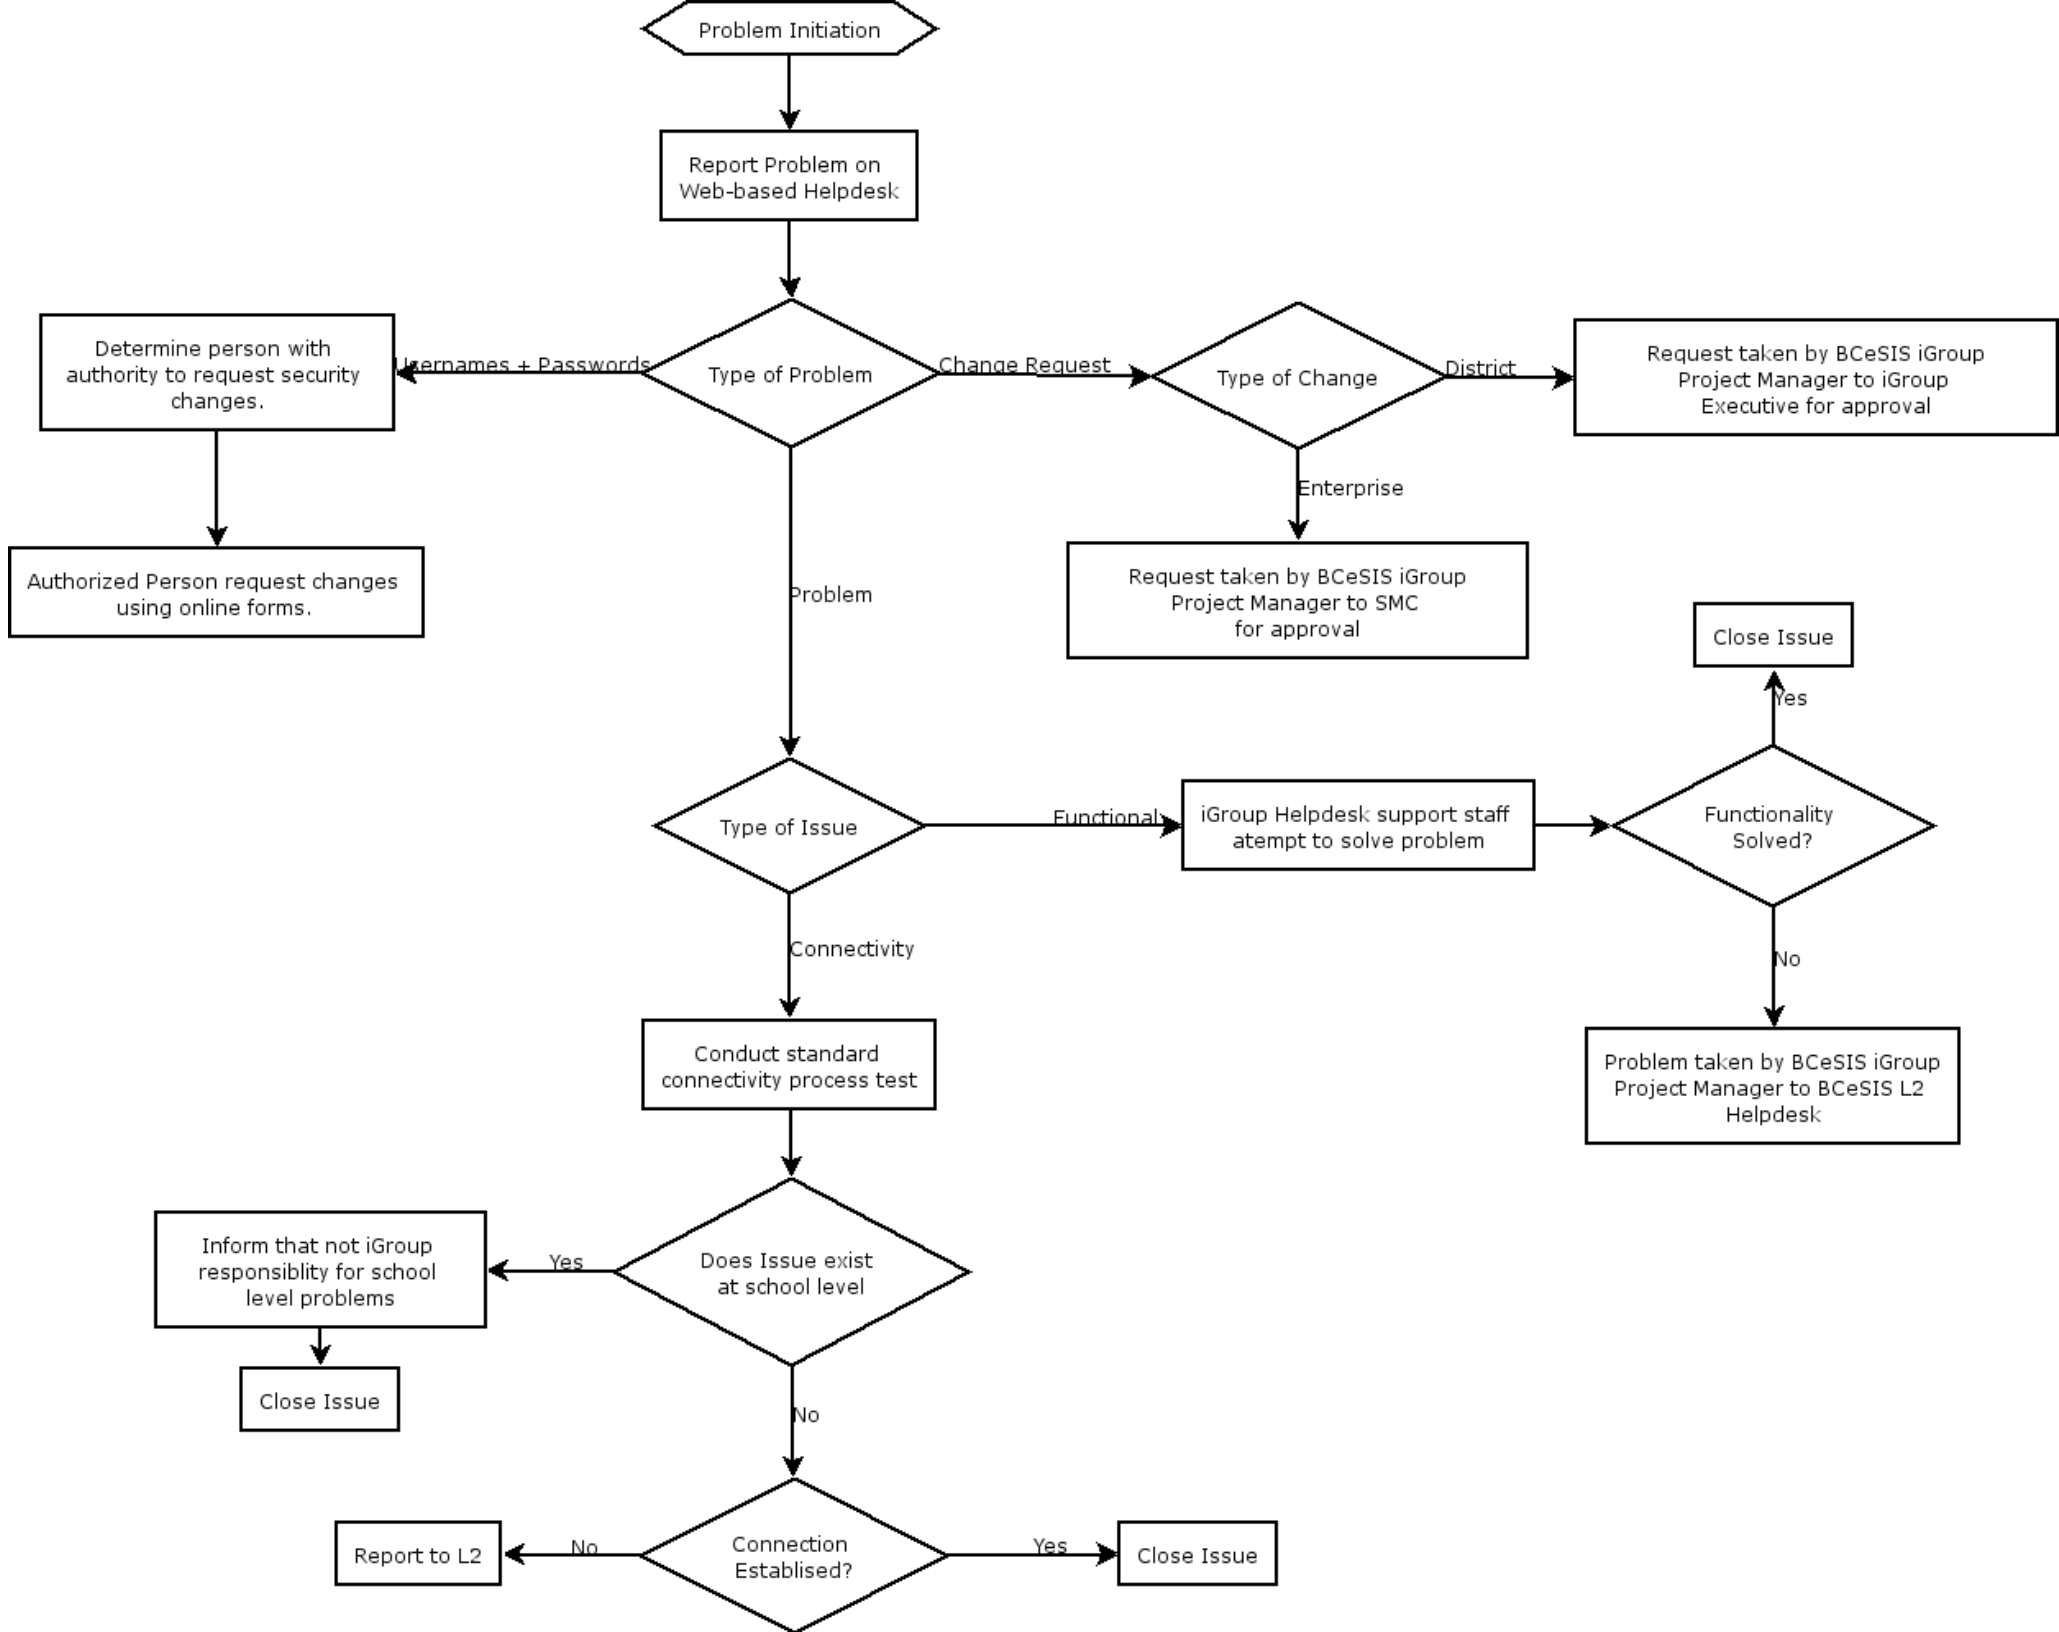 Problem Initiation
Report Problem on
Web-based Helpdesk
Determine person with
authority to request security
changes.
Usernames + Passwords
Type of Problem
Change Request
Type of Change
District
Request taken by BCeSIS iGroup
Project Manager to iGroup
Executive for approval
Enterprise
Authorized Person request changes
using online forms.
Problem
Request taken by BCeSIS iGroup
Project Manager to SMC
for approval
Close Issue
Yes
Type of Issue
Functional
iGroup Helpdesk support staff
atempt to solve problem
Functionality
Solved?
Connectivity
No
Conduct standard
connectivity process test
Problem taken by BCeSIS iGroup
Project Manager to BCeSIS L2
Helpdesk
Inform that not iGroup
responsiblity for school
level problems
Yes
Does Issue exist
at school level
Close Issue
No
Report to L2
No
Connection
Establised?
Yes
Close Issue